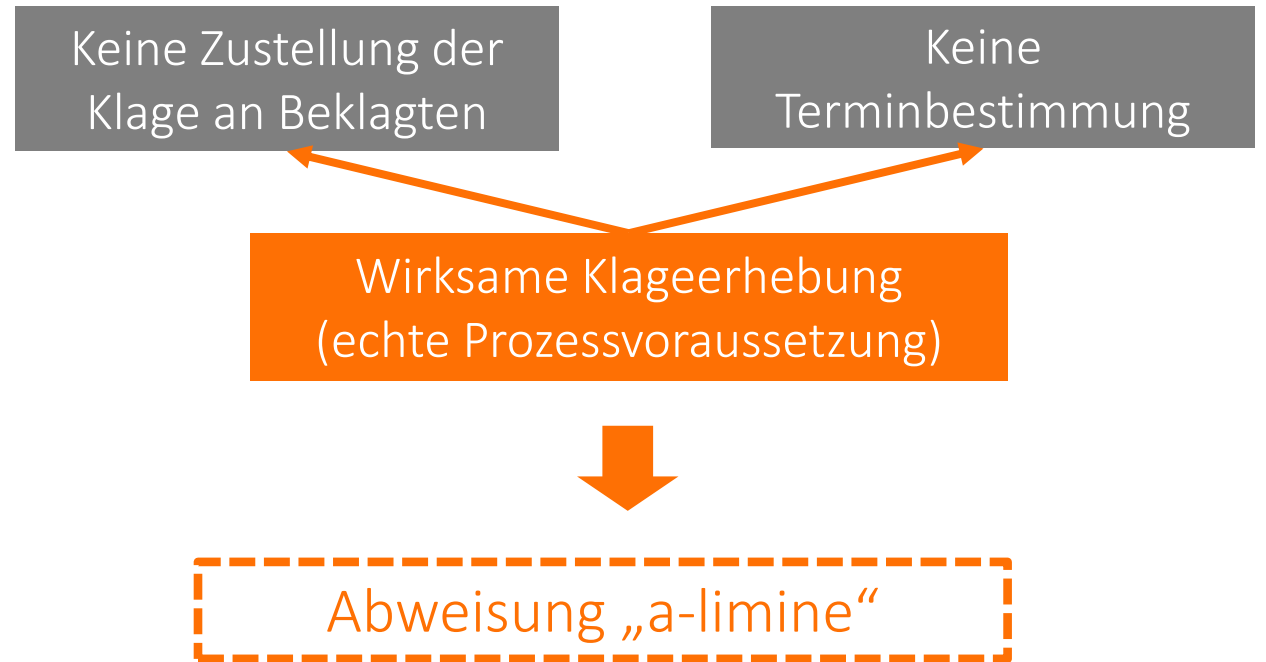 Keine Zustellung der
Klage an Beklagten
Keine
Terminbestimmung
Wirksame Klageerhebung
(echte Prozessvoraussetzung)
Abweisung „a-limine“